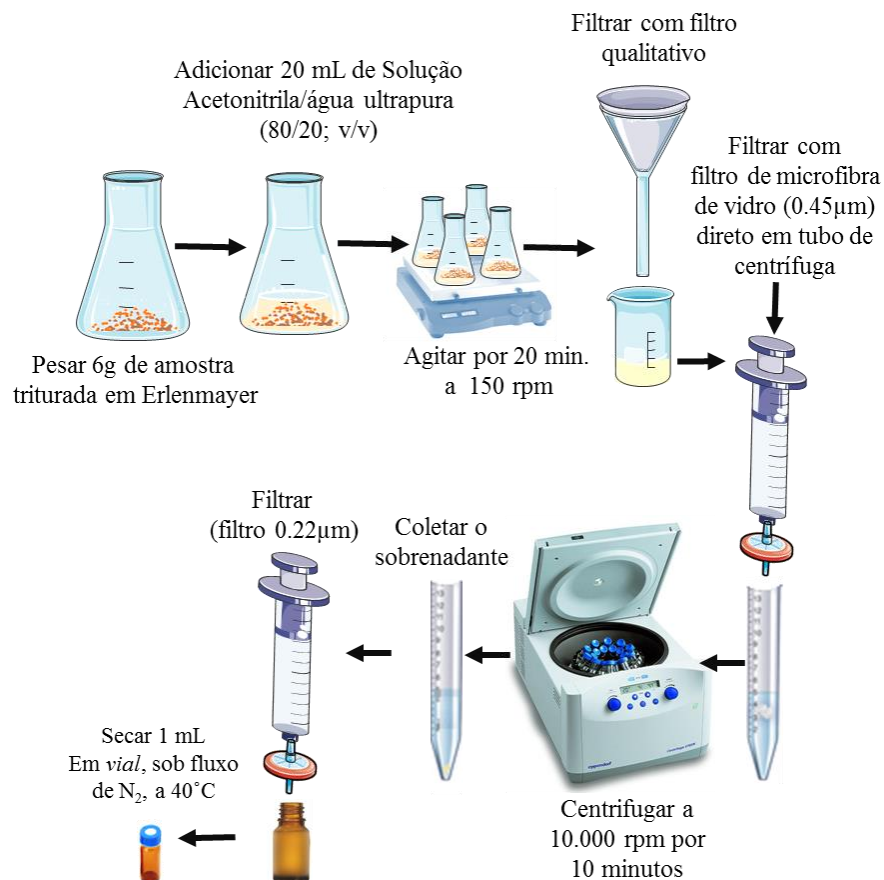 Pesar 6g de amostra
triturada em Erlenmayer
Adicionar 20 mL de Solução
Acetonitrila/água ultrapura
(80/20; v/v)
Agitar por 20 min.
a 150 rpm
Filtrar com filtro
qualitativo
Filtrar com
filtro de microfibra
de vidro (0.45µm)
direto em tubo de
centrífuga
Centrifugar a
10.000 rpm por
10 minutos
Coletar o
sobrenadante
Filtrar
(filtro 0.22µm)
Secar 1 mL
Em vial, sob fluxo
de N₂, a 40˚C